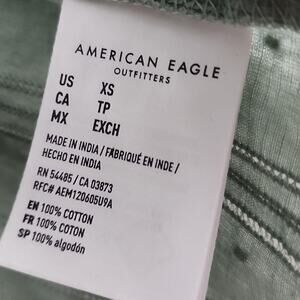 AMERICAN EAGLE
OUTFITTERS
US XS
CA TP
MX EXCH
MADE IN INDIA / FABRIQUÉ EN INDE /
HECHO EN INDIA
RN 54485 / CA 03873
RFC# AEM120605U9A
EN 100% COTTON
FR 100% COTON
SP 100% algodón